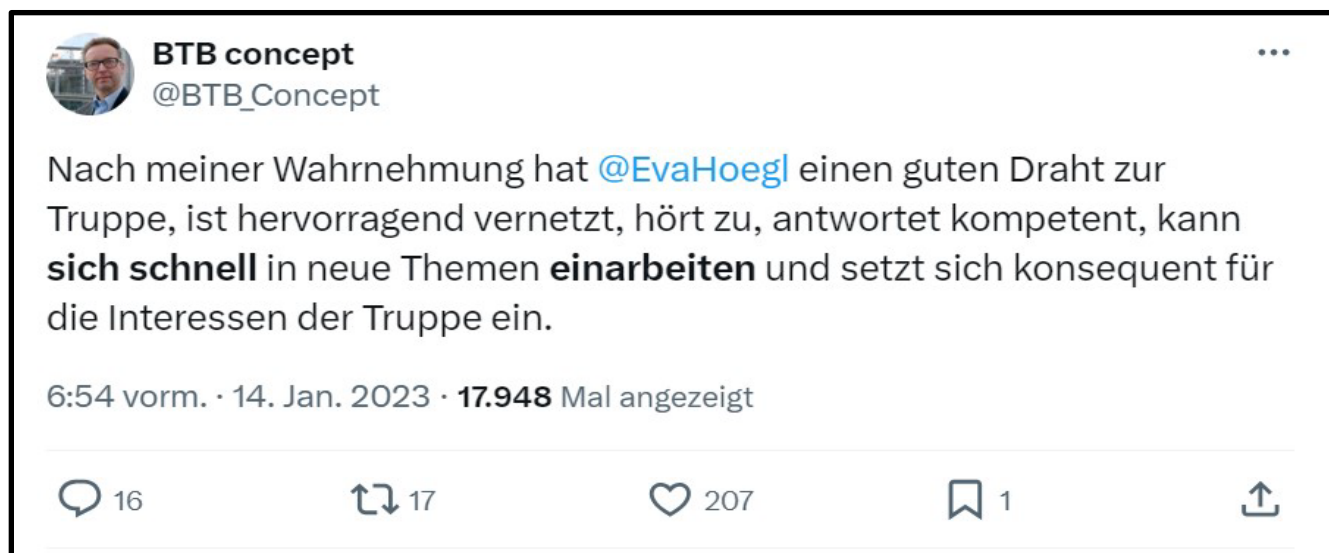 BTB concept
@BTB_Concept
Nach meiner Wahrnehmung hat @EvaHoegl einen guten Draht zur
Truppe, ist hervorragend vernetzt, hört zu, antwortet kompetent, kann
sich schnell in neue Themen einarbeiten und setzt sich konsequent für
die Interessen der Truppe ein.
6:54 vorm. · 14. Jan. 2023 · 17.948 Mal angezeigt
16 17 207 1